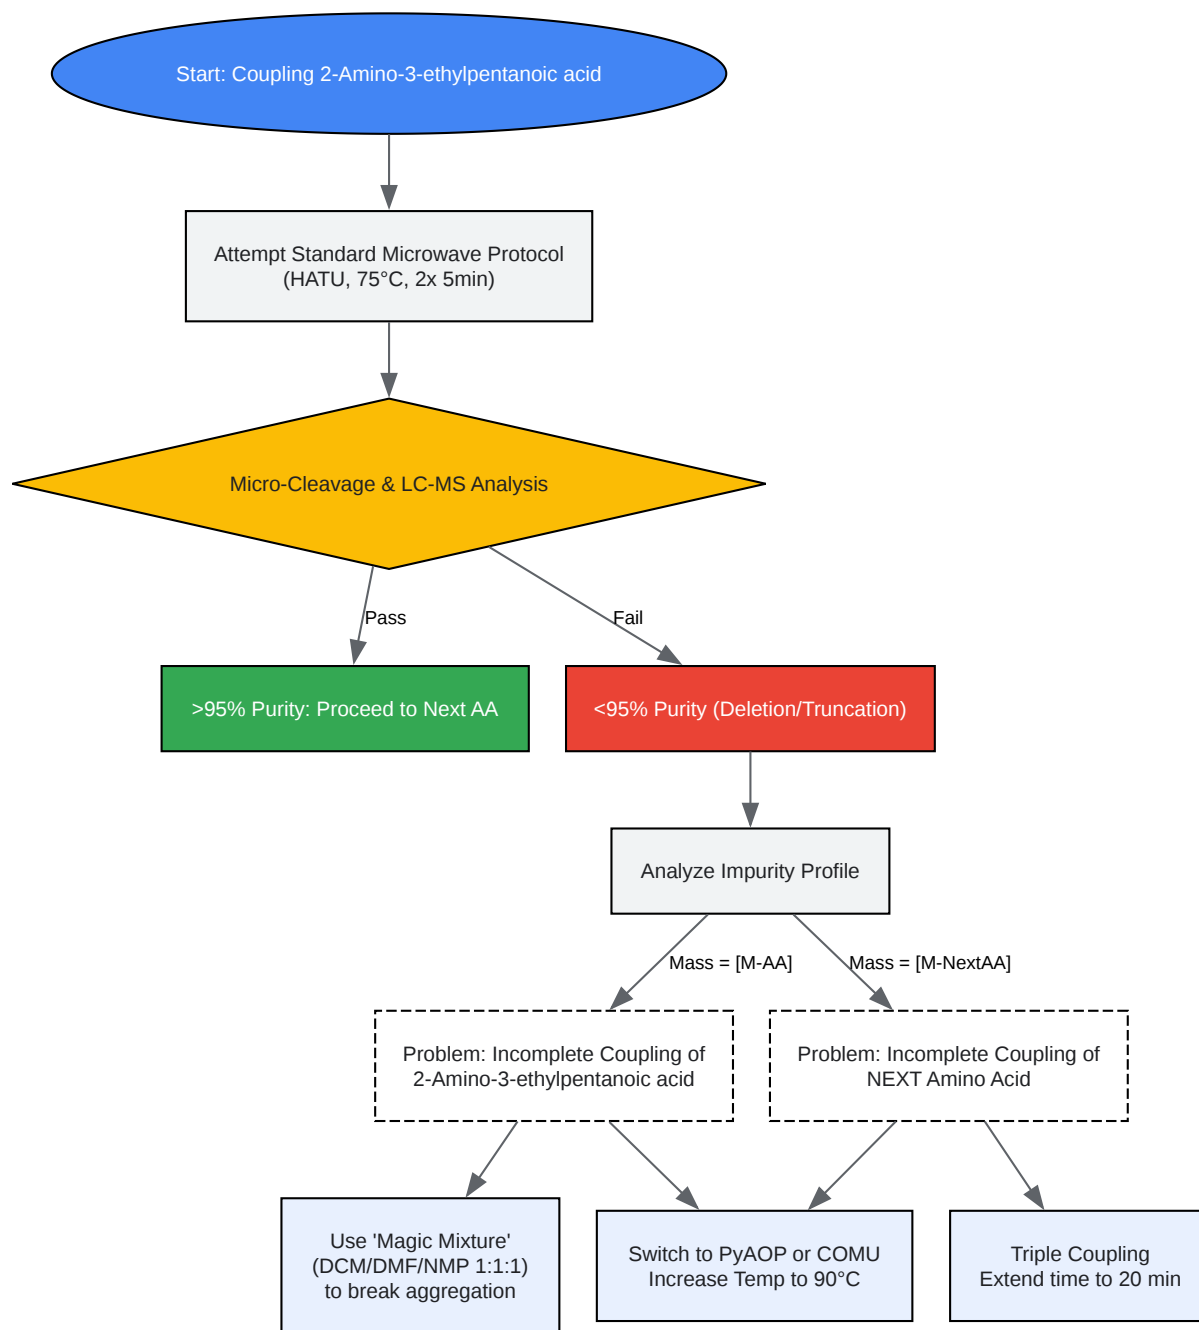 Start: Coupling 2-Amino-3-ethylpentanoic acid
Attempt Standard Microwave Protocol
(HATU, 75°C, 2x 5min)
Micro-Cleavage & LC-MS Analysis
Pass
Fail
>95% Purity: Proceed to Next AA
<95% Purity (Deletion/Truncation)
Analyze Impurity Profile
Mass = [M-AA]
Mass = [M-NextAA]
Problem: Incomplete Coupling of
2-Amino-3-ethylpentanoic acid
Problem: Incomplete Coupling of
NEXT Amino Acid
Use 'Magic Mixture'
(DCM/DMF/NMP 1:1:1)
to break aggregation
Switch to PyAOP or COMU
Increase Temp to 90°C
Triple Coupling
Extend time to 20 min